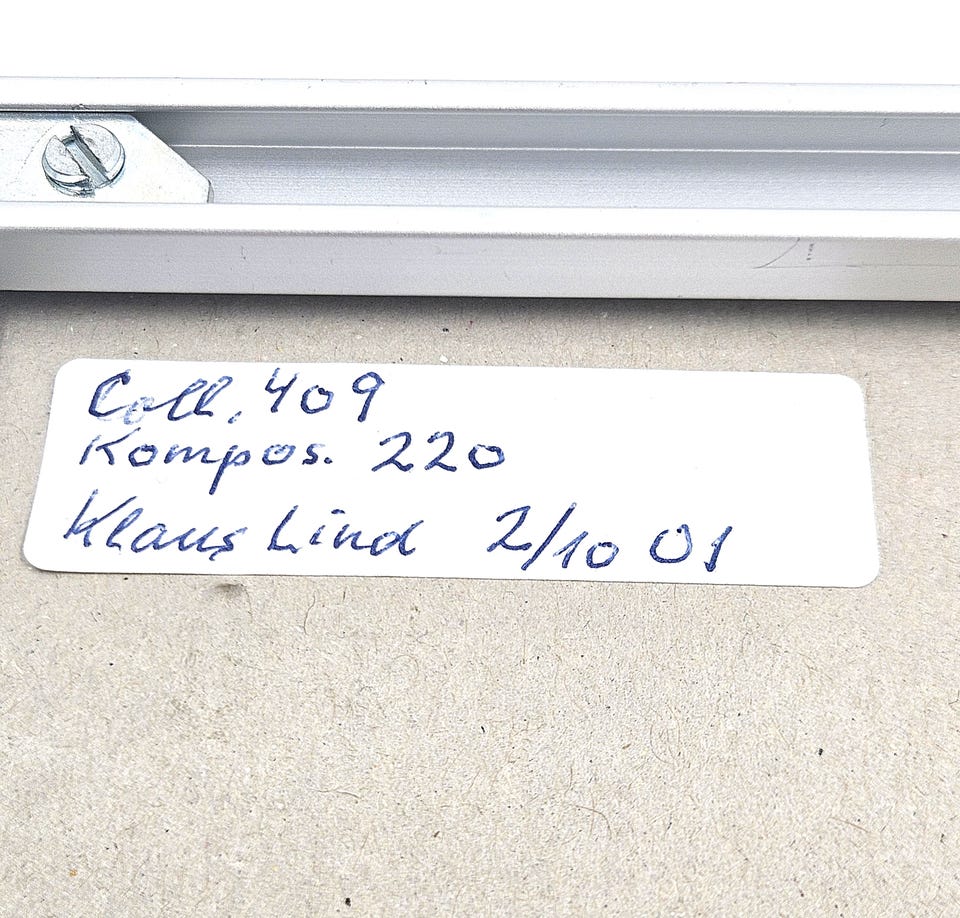 Coll. 409
Kompos. 220
Klaus Lind 2/10 01